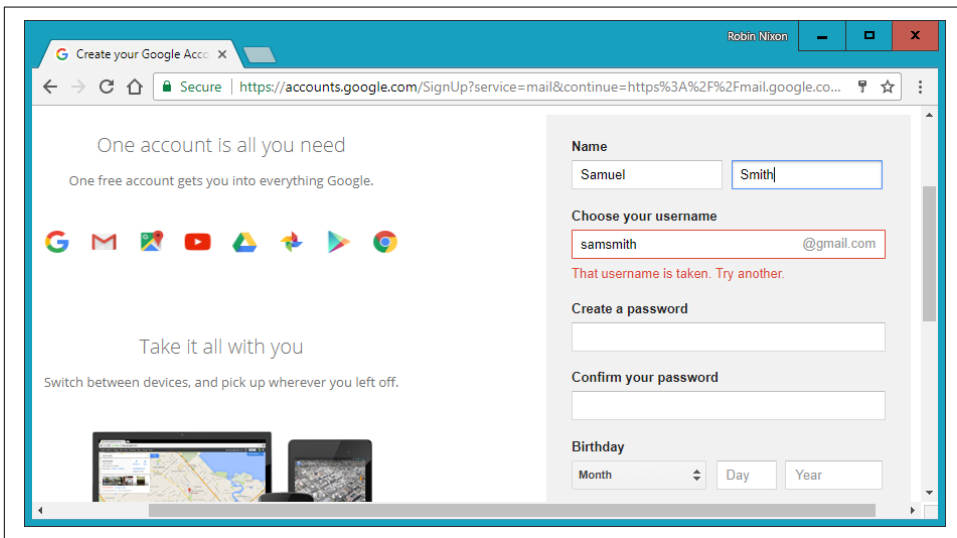 Robin Nixon
Create your Google Acco
Secure | https://accounts.google.com/SignUp?service=mail&continue=https%3A%2F%2Fmail.google.co...
One account is all you need
One free account gets you into everything Google.
Take it all with you
Switch between devices, and pick up wherever you left off.
Name
Samuel Smith
Choose your username
samsmith @gmail.com
That username is taken. Try another.
Create a password
Confirm your password
Birthday
Month Day Year